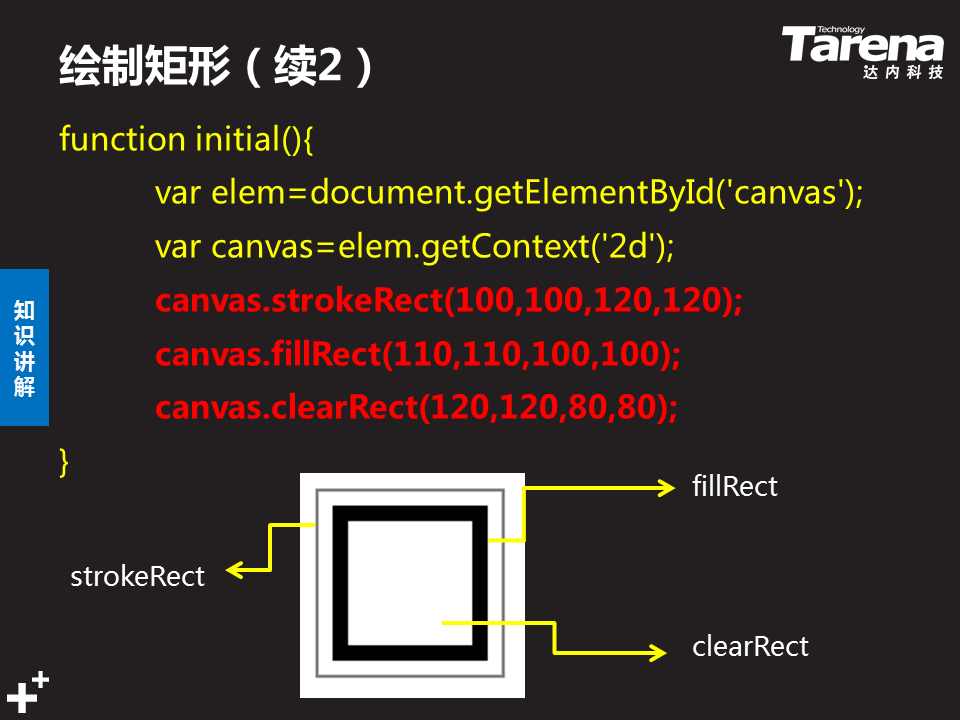 绘制矩形（续2）
Technology
Tarena
达内科技
function initial(){
var elem=document.getElementById('canvas');
var canvas=elem.getContext('2d');
canvas.strokeRect(100,100,120,120);
canvas.fillRect(110,110,100,100);
canvas.clearRect(120,120,80,80);
}
知识讲解
fillRect
strokeRect
clearRect